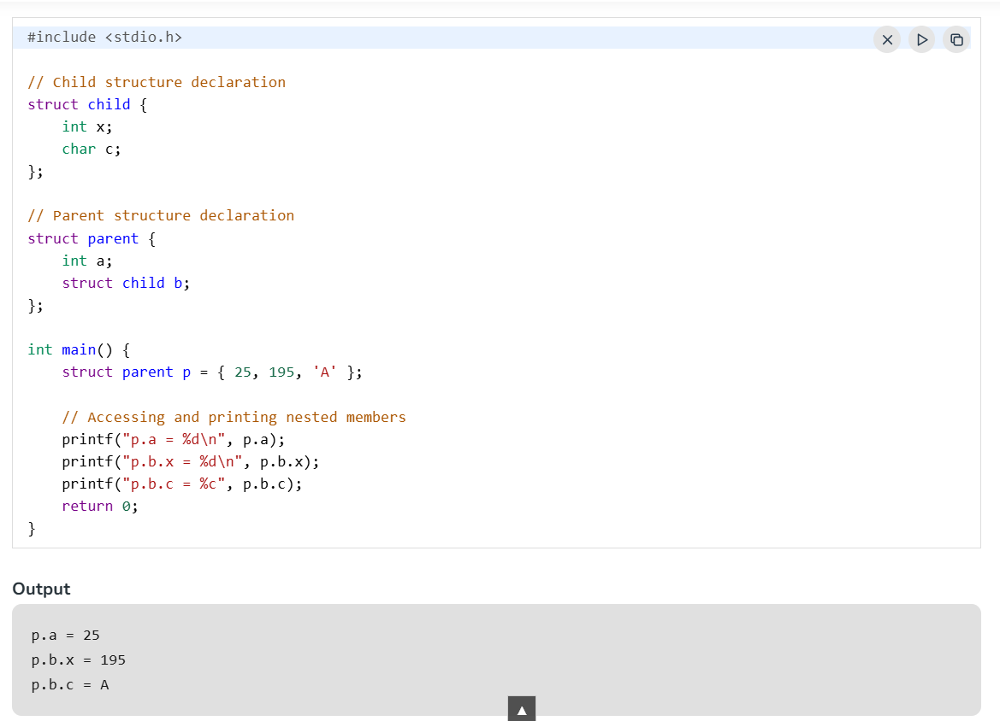 #include <stdio.h>
// Child structure declaration
struct child {
    int x;
    char c;
};
// Parent structure declaration
struct parent {
    int a;
    struct child b;
};
int main() {
    struct parent p = { 25, 195, 'A' };
    // Accessing and printing nested members
    printf("p.a = %d\n", p.a);
    printf("p.b.x = %d\n", p.b.x);
    printf("p.b.c = %c", p.b.c);
    return 0;
}
Output
p.a = 25
p.b.x = 195
p.b.c = A